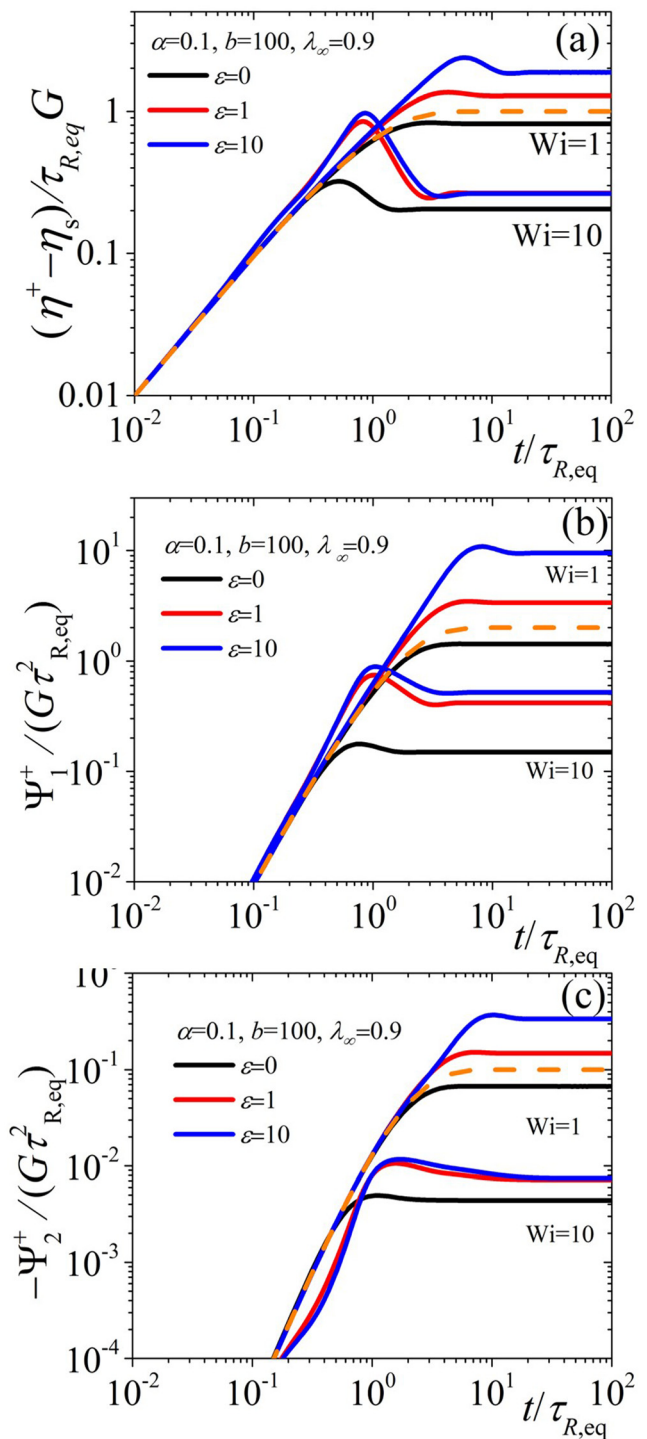 (a)
α=0.1, b=100, λ∞=0.9
ε=0
ε=1
ε=10
Wi=1
Wi=10
(η⁺−ηₛ)/τR,eq G
1
0.1
0.01
10⁻² 10⁻¹ 10⁰ 10¹ 10²
t/τR,eq
(b)
α=0.1, b=100, λ∞=0.9
ε=0
ε=1
ε=10
Wi=1
Wi=10
Ψ₁⁺/(Gτ²R,eq)
10¹
10⁰
10⁻¹
10⁻²
10⁻² 10⁻¹ 10⁰ 10¹ 10²
t/τR,eq
(c)
α=0.1, b=100, λ∞=0.9
ε=0
ε=1
ε=10
Wi=1
Wi=10
−Ψ₂⁺/(Gτ²R,eq)
10⁻¹
10⁻²
10⁻³
10⁻⁴
10⁻² 10⁻¹ 10⁰ 10¹ 10²
t/τR,eq